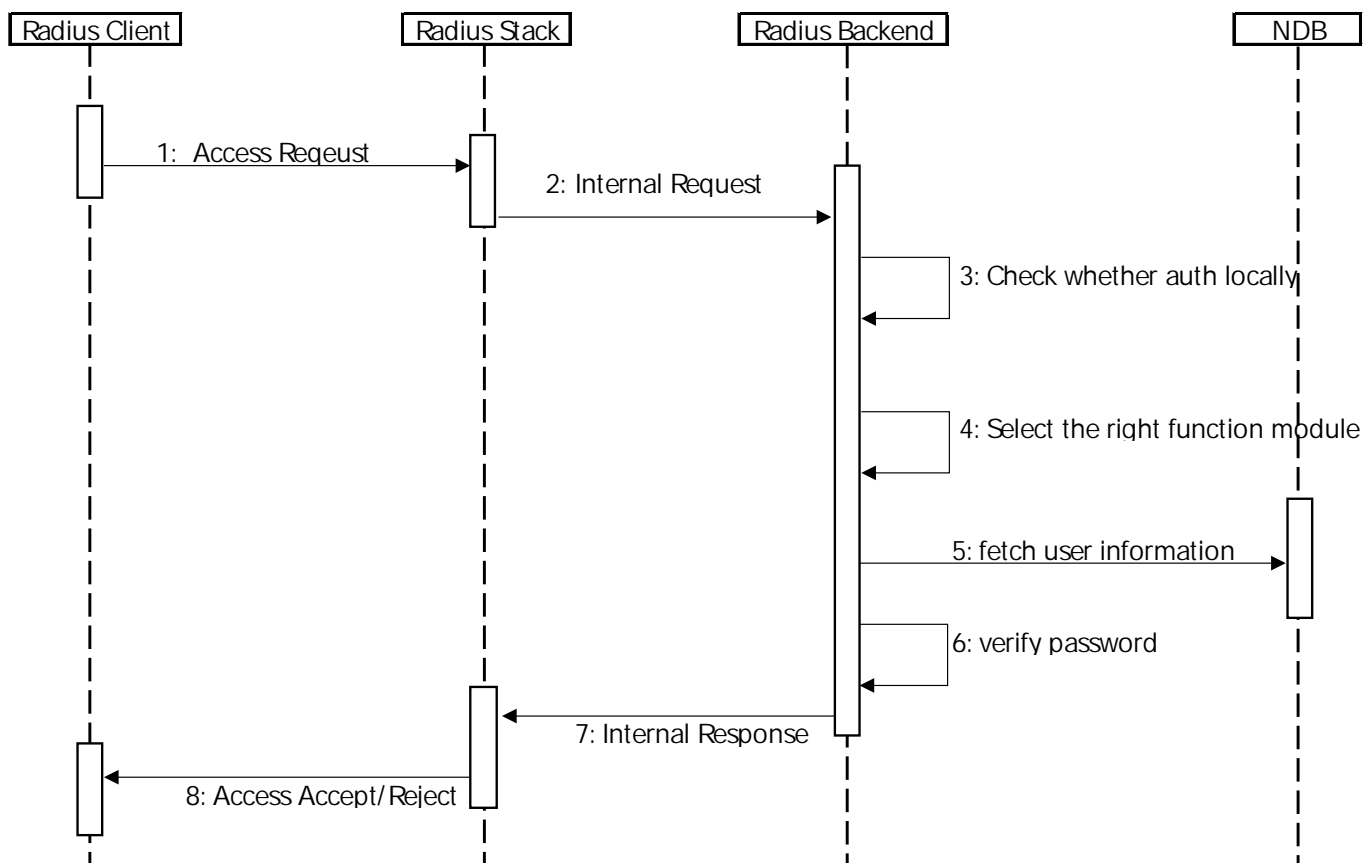 Radius Client
Radius Stack
Radius Backend
NDB
1: Access Reqeust
2: Internal Request
3: Check whether auth locally
4: Select the right function module
5: fetch user information
6: verify password
7: Internal Response
8: Access Accept/Reject